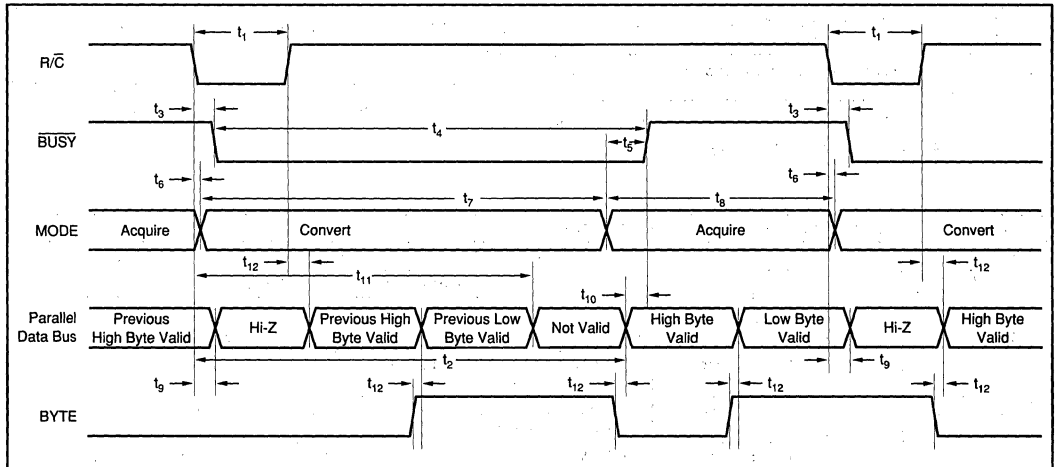 t1 t1
R/C̅
t3 t4 t3
B̅U̅S̅Y̅ t5
t6 t7 t8 t6
MODE Acquire Convert Acquire Convert
t12 t11 t10 t12
Parallel Data Bus
Previous High Byte Valid
Hi-Z
Previous High Byte Valid
Previous Low Byte Valid
Not Valid
High Byte Valid
Low Byte Valid
Hi-Z
High Byte Valid
t2
t9 t12 t12 t12 t9 t12
BYTE